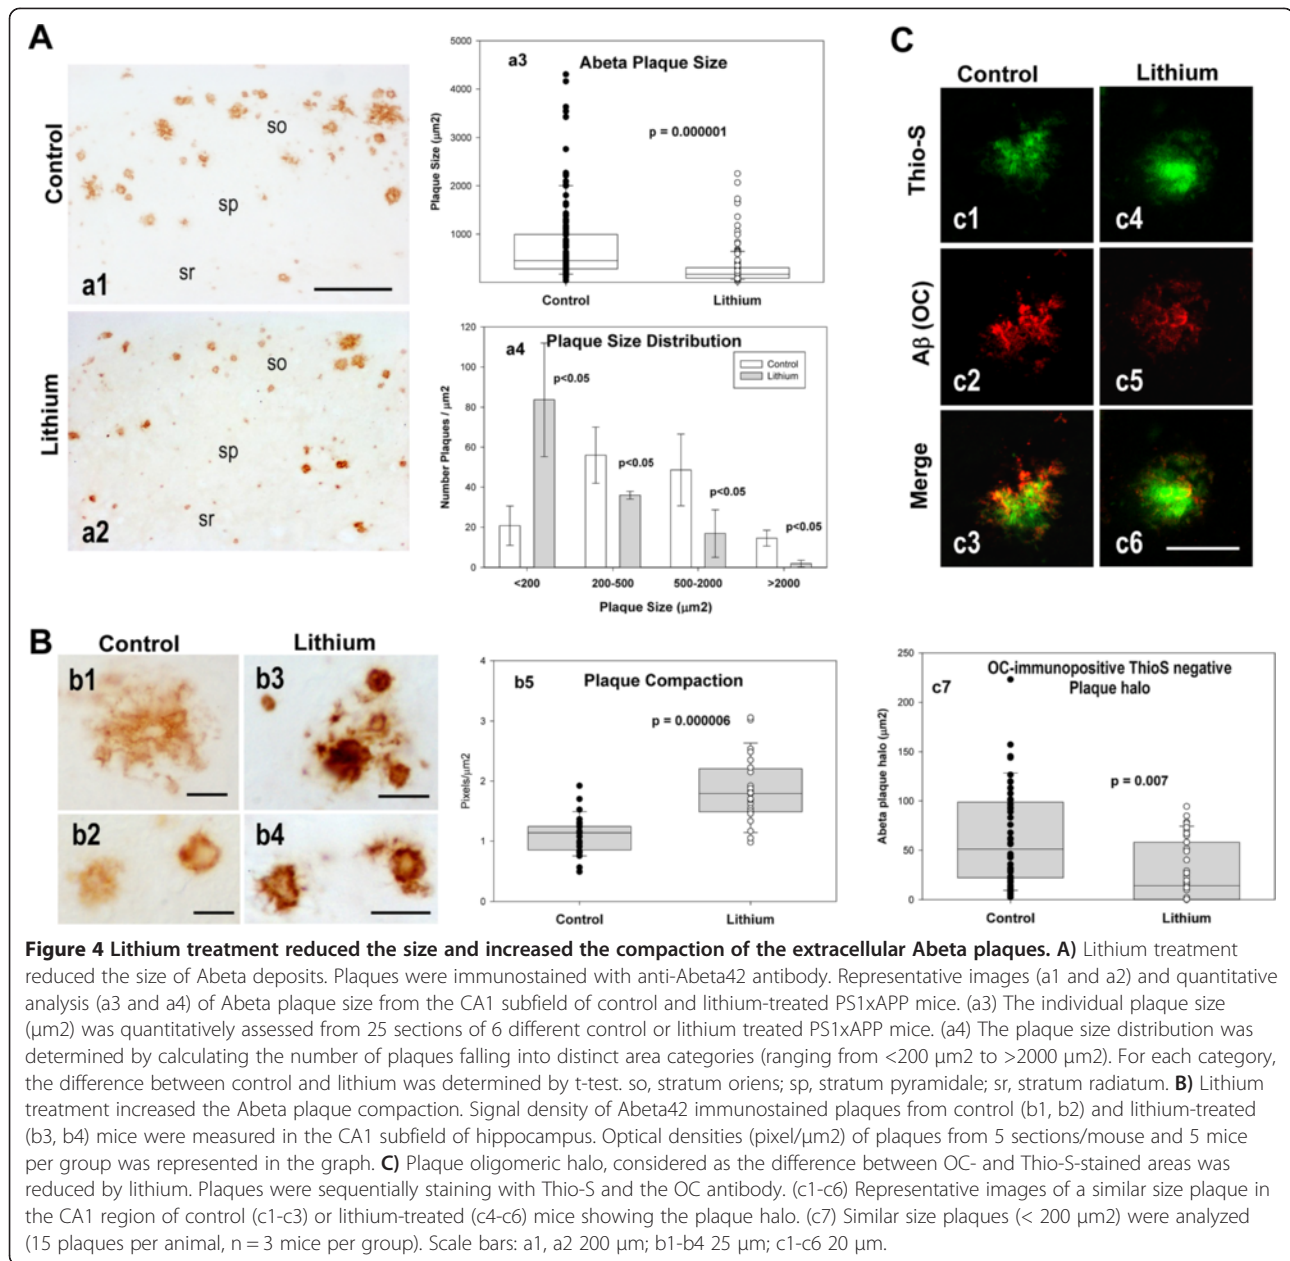 A
Control
so
sp
sr
a1
Lithium
so
sp
sr
a2
a3
Abeta Plaque Size
p = 0.000001
Plaque Size (µm2)
5000
4000
3000
2000
1000
Control
Lithium
a4
Plaque Size Distribution
Control
Lithium
p<0.05
p<0.05
p<0.05
p<0.05
Number Plaques / µm2
120
100
80
60
40
20
0
<200
200-500
500-2000
>2000
Plaque Size (µm2)
C
Control
Lithium
Thio-S
c1
c4
Aβ (OC)
c2
c5
Merge
c3
c6
B
Control
Lithium
b1
b3
b2
b4
b5
Plaque Compaction
p = 0.000006
Pixels/µm2
4
3
2
1
0
Control
Lithium
c7
OC-immunopositive ThioS negative
Plaque halo
p = 0.007
Abeta plaque halo (µm2)
250
200
150
100
50
0
Control
Lithium
Figure 4 Lithium treatment reduced the size and increased the compaction of the extracellular Abeta plaques. A) Lithium treatment
reduced the size of Abeta deposits. Plaques were immunostained with anti-Abeta42 antibody. Representative images (a1 and a2) and quantitative
analysis (a3 and a4) of Abeta plaque size from the CA1 subfield of control and lithium-treated PS1xAPP mice. (a3) The individual plaque size
(µm2) was quantitatively assessed from 25 sections of 6 different control or lithium treated PS1xAPP mice. (a4) The plaque size distribution was
determined by calculating the number of plaques falling into distinct area categories (ranging from <200 µm2 to >2000 µm2). For each category,
the difference between control and lithium was determined by t-test. so, stratum oriens; sp, stratum pyramidale; sr, stratum radiatum. B) Lithium
treatment increased the Abeta plaque compaction. Signal density of Abeta42 immunostained plaques from control (b1, b2) and lithium-treated
(b3, b4) mice were measured in the CA1 subfield of hippocampus. Optical densities (pixel/µm2) of plaques from 5 sections/mouse and 5 mice
per group was represented in the graph. C) Plaque oligomeric halo, considered as the difference between OC- and Thio-S-stained areas was
reduced by lithium. Plaques were sequentially staining with Thio-S and the OC antibody. (c1-c6) Representative images of a similar size plaque in
the CA1 region of control (c1-c3) or lithium-treated (c4-c6) mice showing the plaque halo. (c7) Similar size plaques (< 200 µm2) were analyzed
(15 plaques per animal, n = 3 mice per group). Scale bars: a1, a2 200 µm; b1-b4 25 µm; c1-c6 20 µm.